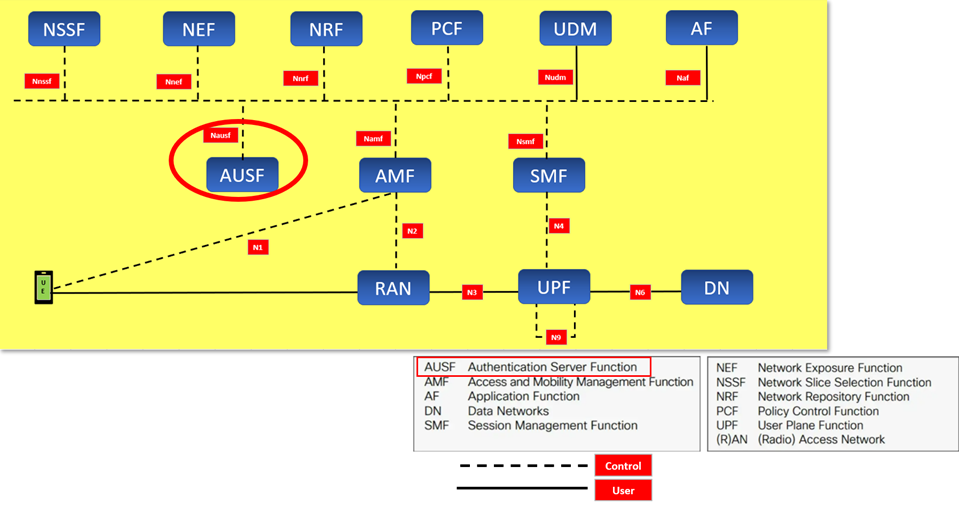 NSSF NEF NRF PCF UDM AF
Nnssf Nnef Nnrf Npcf Nudm Naf
Nausf Namf Nsmf
AUSF AMF SMF
N1 N2 N4
UE
RAN N3 UPF N6 DN
N9
AUSF Authentication Server Function
AMF Access and Mobility Management Function
AF Application Function
DN Data Networks
SMF Session Management Function
NEF Network Exposure Function
NSSF Network Slice Selection Function
NRF Network Repository Function
PCF Policy Control Function
UPF User Plane Function
(R)AN (Radio) Access Network
Control
User